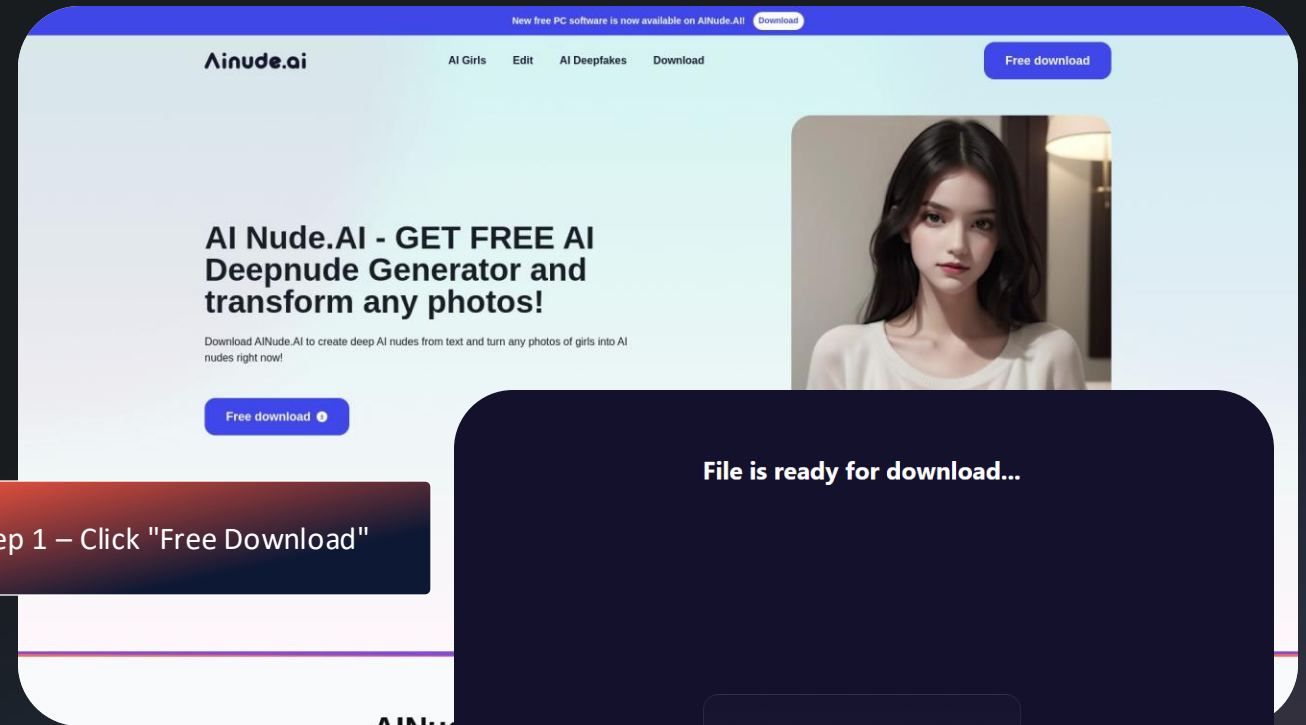 New free PC software is now available on AINude.AI! Download
Ainude.ai
AI Girls Edit AI Deepfakes Download
Free download
AI Nude.AI - GET FREE AI
Deepnude Generator and
transform any photos!
Download AINude.AI to create deep AI nudes from text and turn any photos of girls into AI
nudes right now!
Free download
File is ready for download...
ep 1 – Click "Free Download"